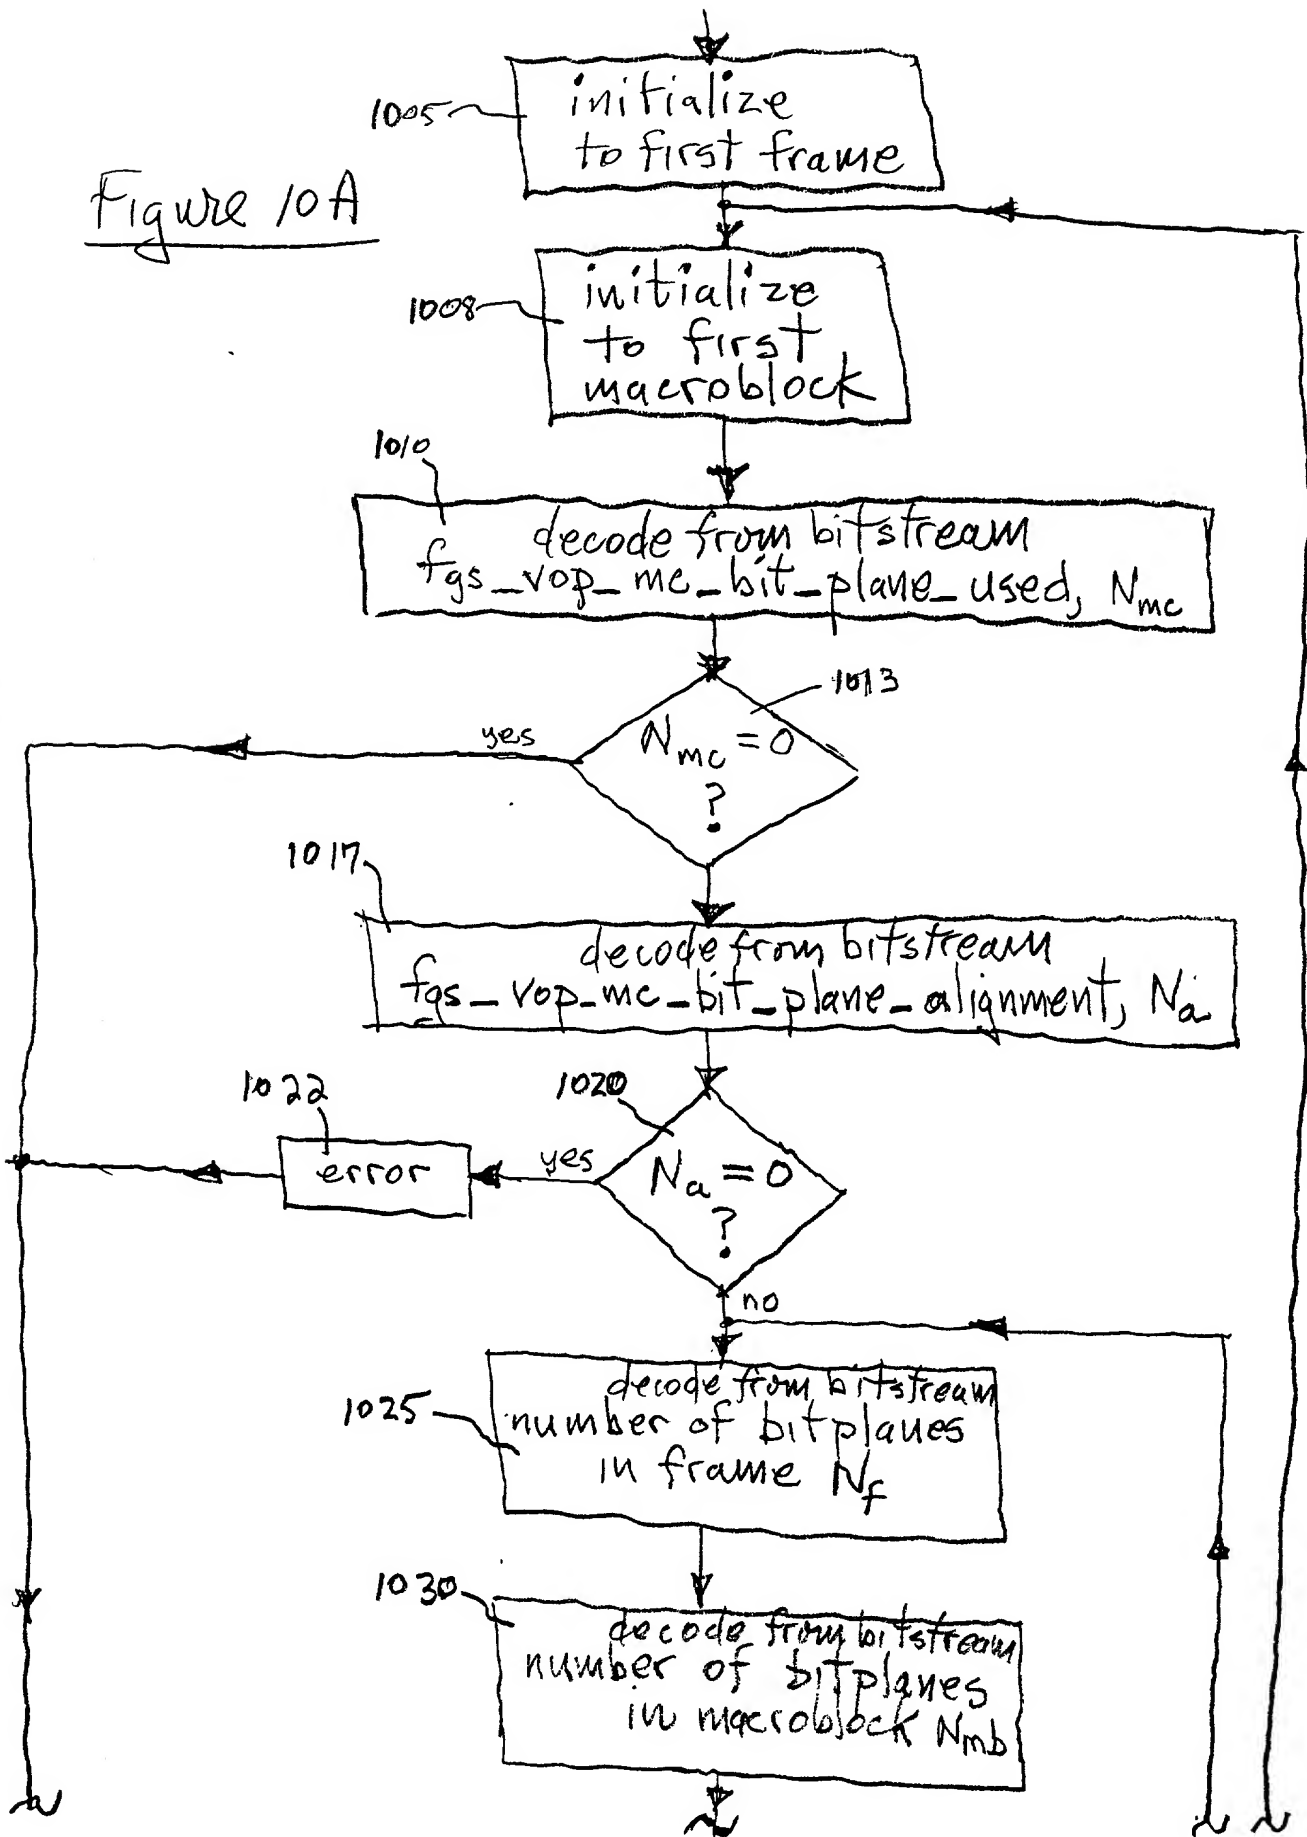 1005
initialize
to first frame
Figure 10A
1008
initialize
to first
macroblock
1010
decode from bitstream
fgs_vop_mc_bit_plane_used, Nmc
1013
yes
Nmc = 0
?
1017
decode from bitstream
fgs_vop_mc_bit_plane_alignment, Na
1022
1020
error
yes
Na = 0
?
no
1025
decode from bitstream
number of bitplanes
in frame Nf
1030
decode from bitstream
number of bitplanes
in macroblock Nmb